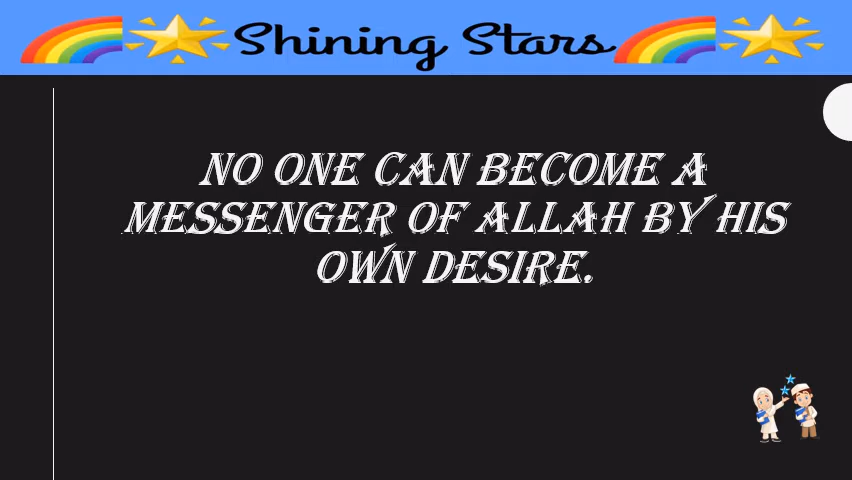 Shining Stars
NO ONE CAN BECOME A
MESSENGER OF ALLAH BY HIS
OWN DESIRE.